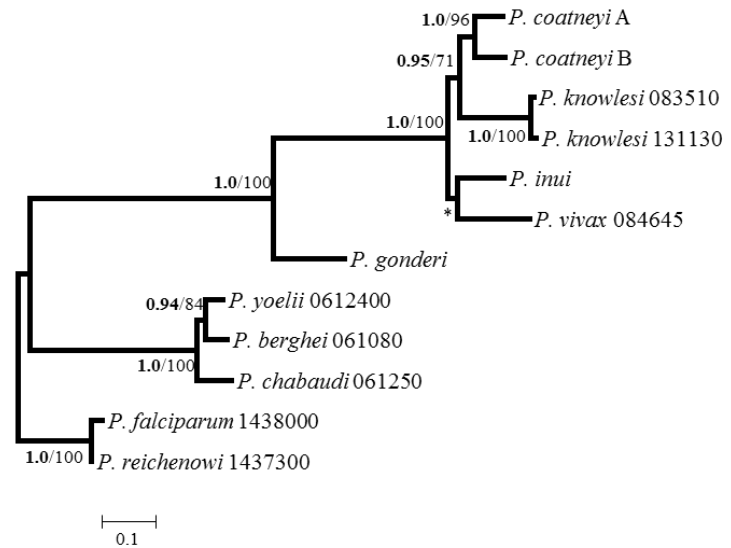 1.0/96
P. coatneyi A
P. coatneyi B
0.95/71
P. knowlesi 083510
1.0/100
1.0/100
P. knowlesi 131130
P. inui
1.0/100
*
P. vivax 084645
P. gonderi
0.94/84
P. yoelii 0612400
P. berghei 061080
1.0/100
P. chabaudi 061250
P. falciparum 1438000
1.0/100
P. reichenowi 1437300
0.1